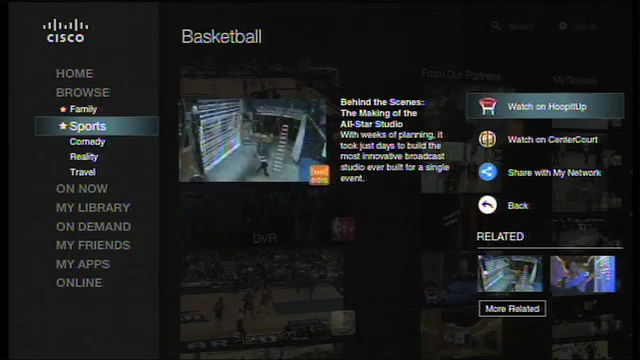 CISCO
Basketball
Search
HOME
BROWSE
Family
Sports
Comedy
Reality
Travel
ON NOW
MY LIBRARY
ON DEMAND
MY FRIENDS
MY APPS
ONLINE
Behind the Scenes:
The Making of the
All-Star Studio
With weeks of planning, it
took just days to build the
most innovative broadcast
studio ever built for a single
event.
From Our Partners
My Network
Watch on HoopItUp
Watch on CenterCourt
Share with My Network
Back
RELATED
More Related
DVR